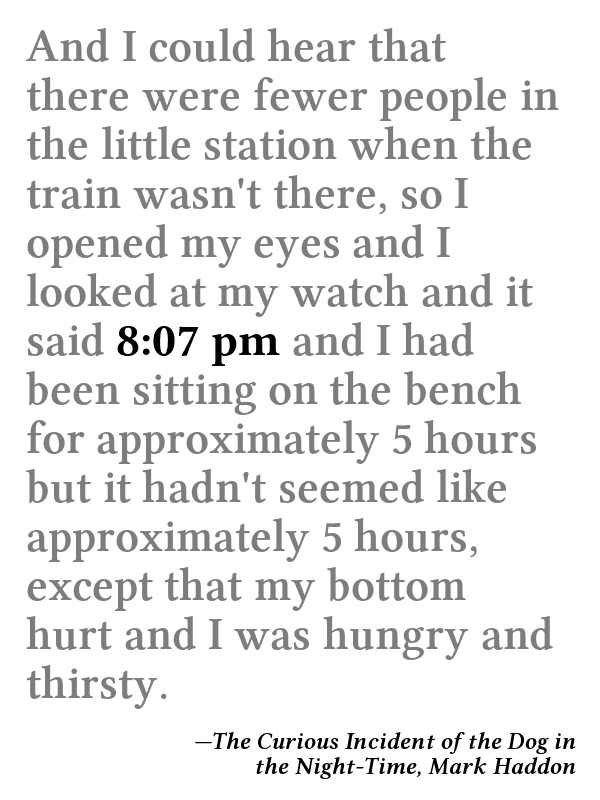 And I could hear that
there were fewer people in
the little station when the
train wasn't there, so I
opened my eyes and I
looked at my watch and it
said 8:07 pm and I had
been sitting on the bench
for approximately 5 hours
but it hadn't seemed like
approximately 5 hours,
except that my bottom
hurt and I was hungry and
thirsty.
—The Curious Incident of the Dog in
the Night-Time, Mark Haddon